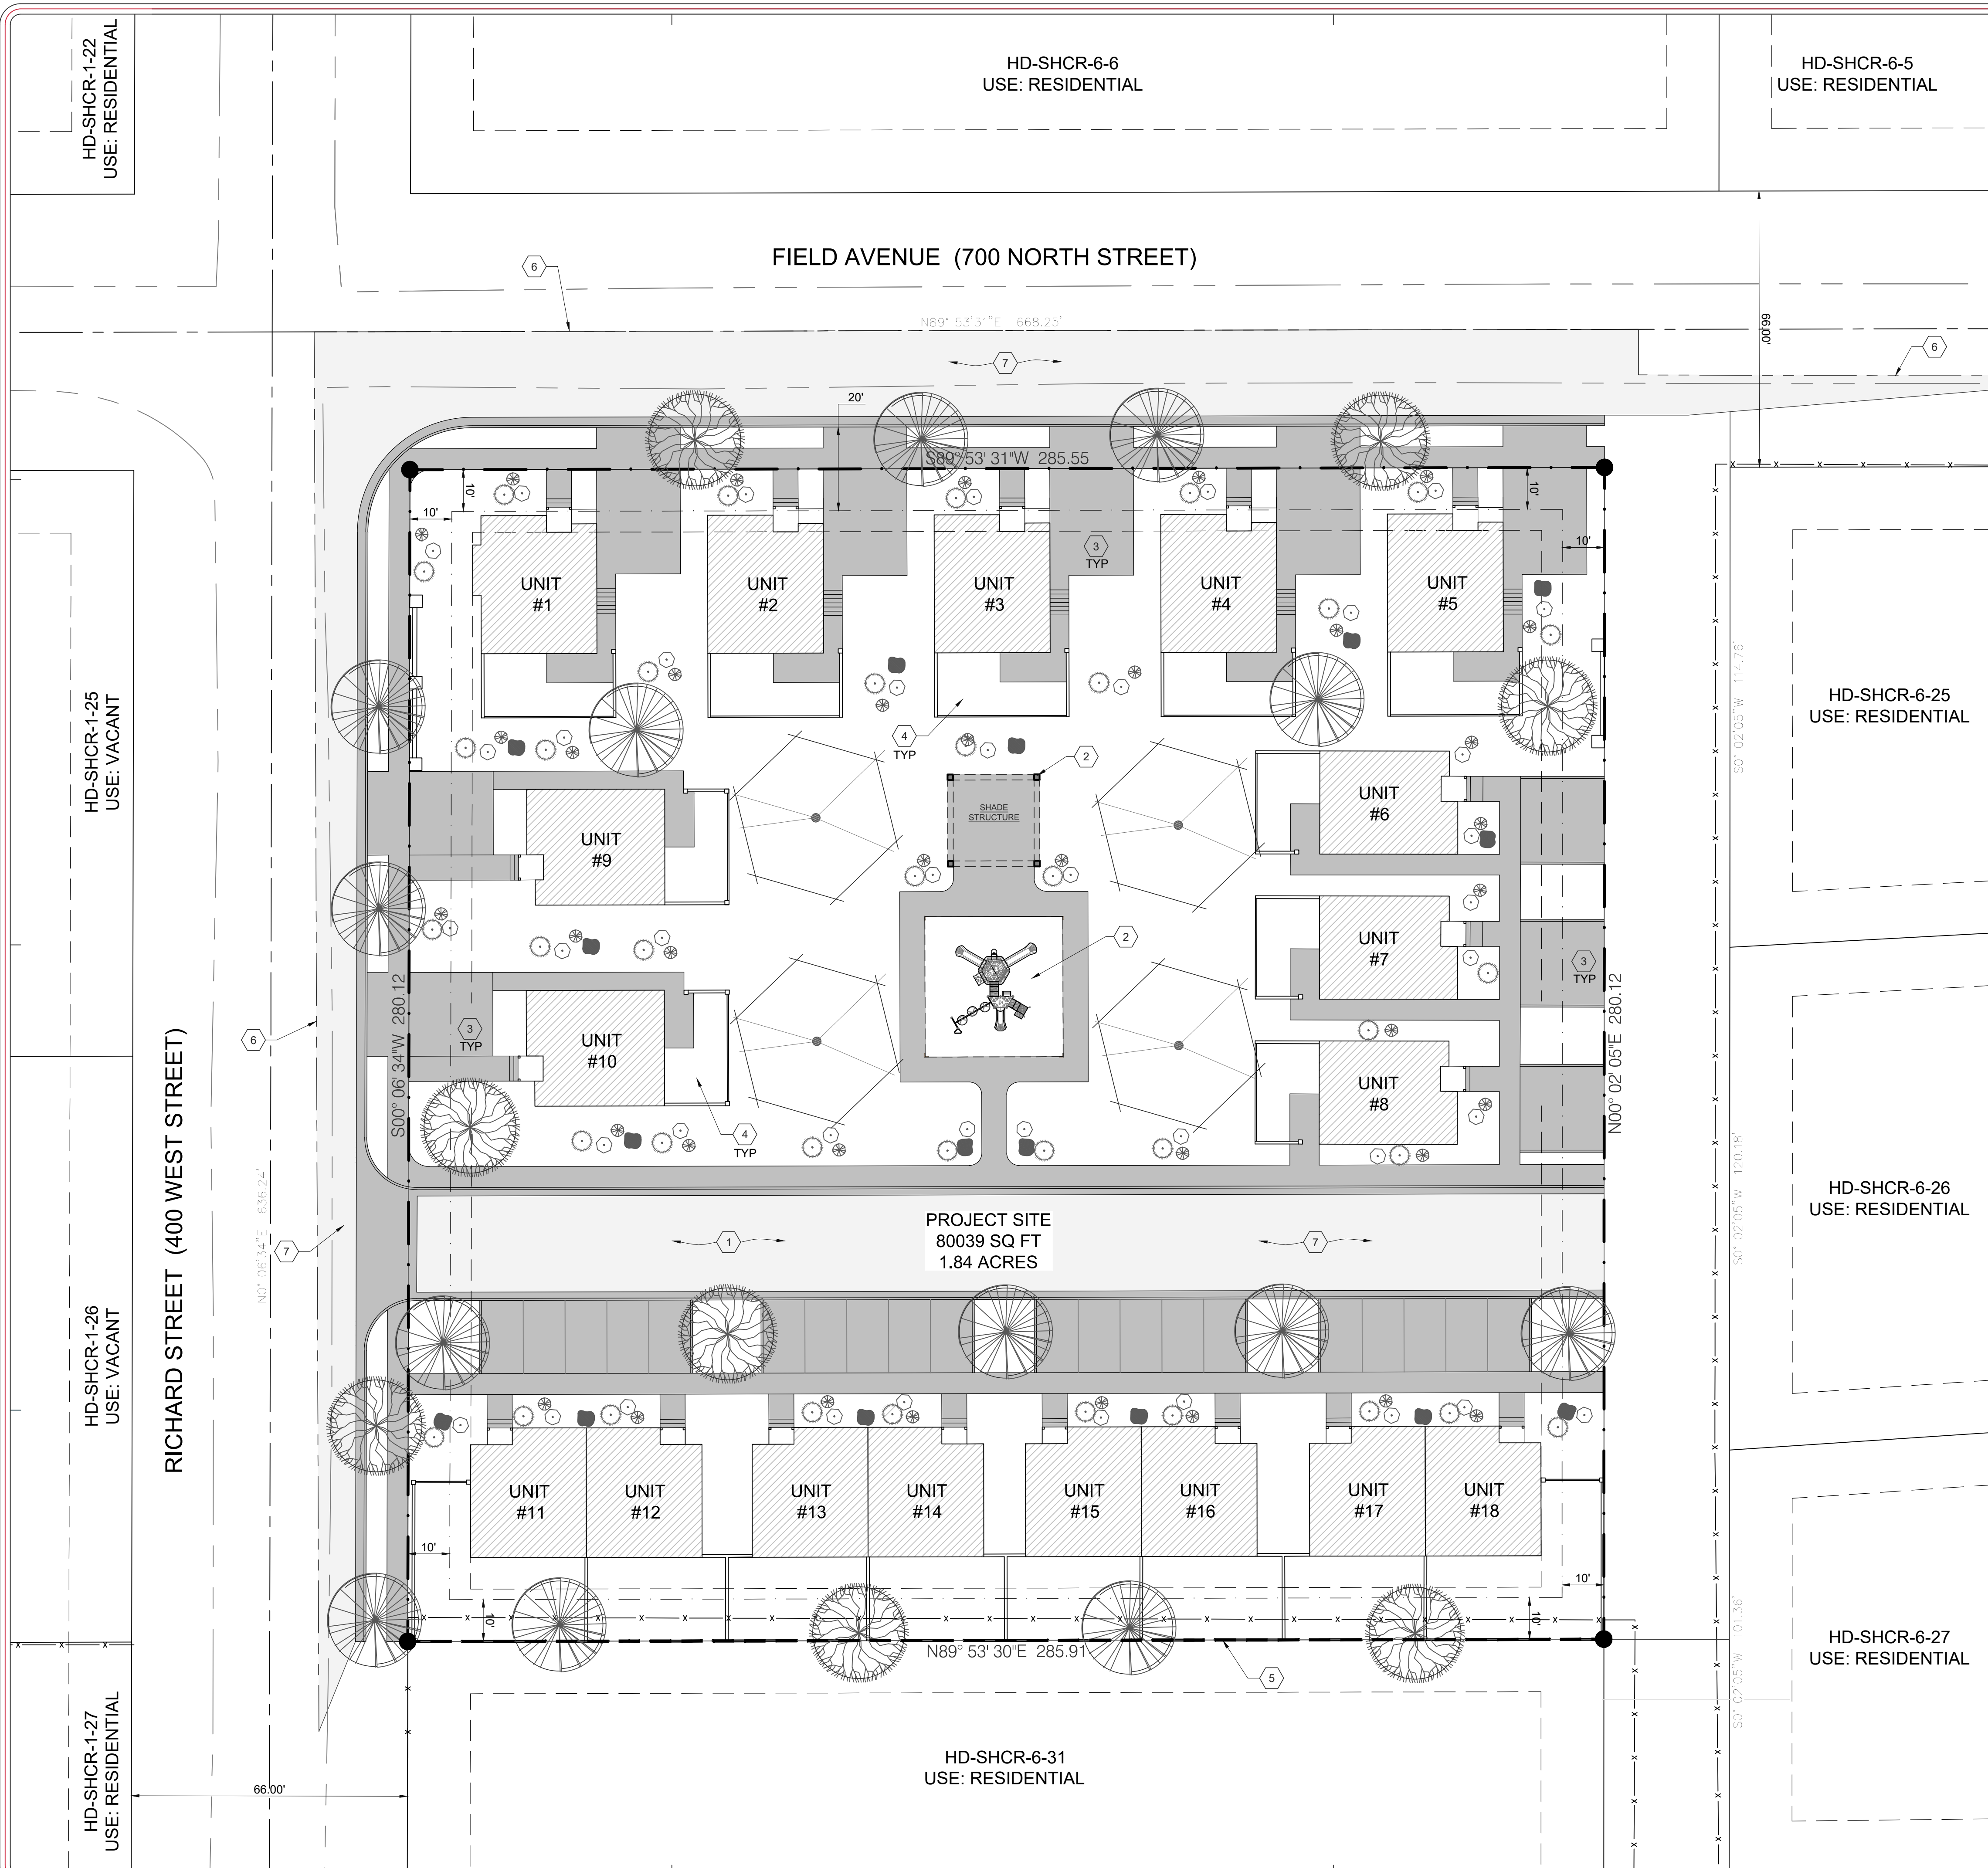 HD-SHCR-1-22
USE: RESIDENTIAL
HD-SHCR-6-6
USE: RESIDENTIAL
HD-SHCR-6-5
USE: RESIDENTIAL
FIELD AVENUE (700 NORTH STREET)
6
N89° 53'31"E 668.25'
66.00'
7
6
20'
S89° 53' 31"W 285.55
10'
10'
10'
10'
3
TYP
UNIT
#1
UNIT
#2
UNIT
#3
UNIT
#4
UNIT
#5
HD-SHCR-1-25
USE: VACANT
HD-SHCR-6-25
USE: RESIDENTIAL
S0° 02'05"W 114.76'
4
TYP
2
SHADE
STRUCTURE
UNIT
#6
UNIT
#9
2
UNIT
#7
3
TYP
S00° 06' 34"W 280.12
N00° 02' 05"E 280.12
6
3
TYP
UNIT
#10
UNIT
#8
4
TYP
RICHARD STREET (400 WEST STREET)
N0° 06'34"E 636.24'
S0° 02'05"W 120.18'
HD-SHCR-6-26
USE: RESIDENTIAL
7
1
PROJECT SITE
80039 SQ FT
1.84 ACRES
7
HD-SHCR-1-26
USE: VACANT
UNIT
#11
UNIT
#12
UNIT
#13
UNIT
#14
UNIT
#15
UNIT
#16
UNIT
#17
UNIT
#18
10'
10'
10'
10'
N89° 53' 30"E 285.91
5
S0° 02'05"W 101.36'
HD-SHCR-6-27
USE: RESIDENTIAL
HD-SHCR-1-27
USE: RESIDENTIAL
66.00'
HD-SHCR-6-31
USE: RESIDENTIAL